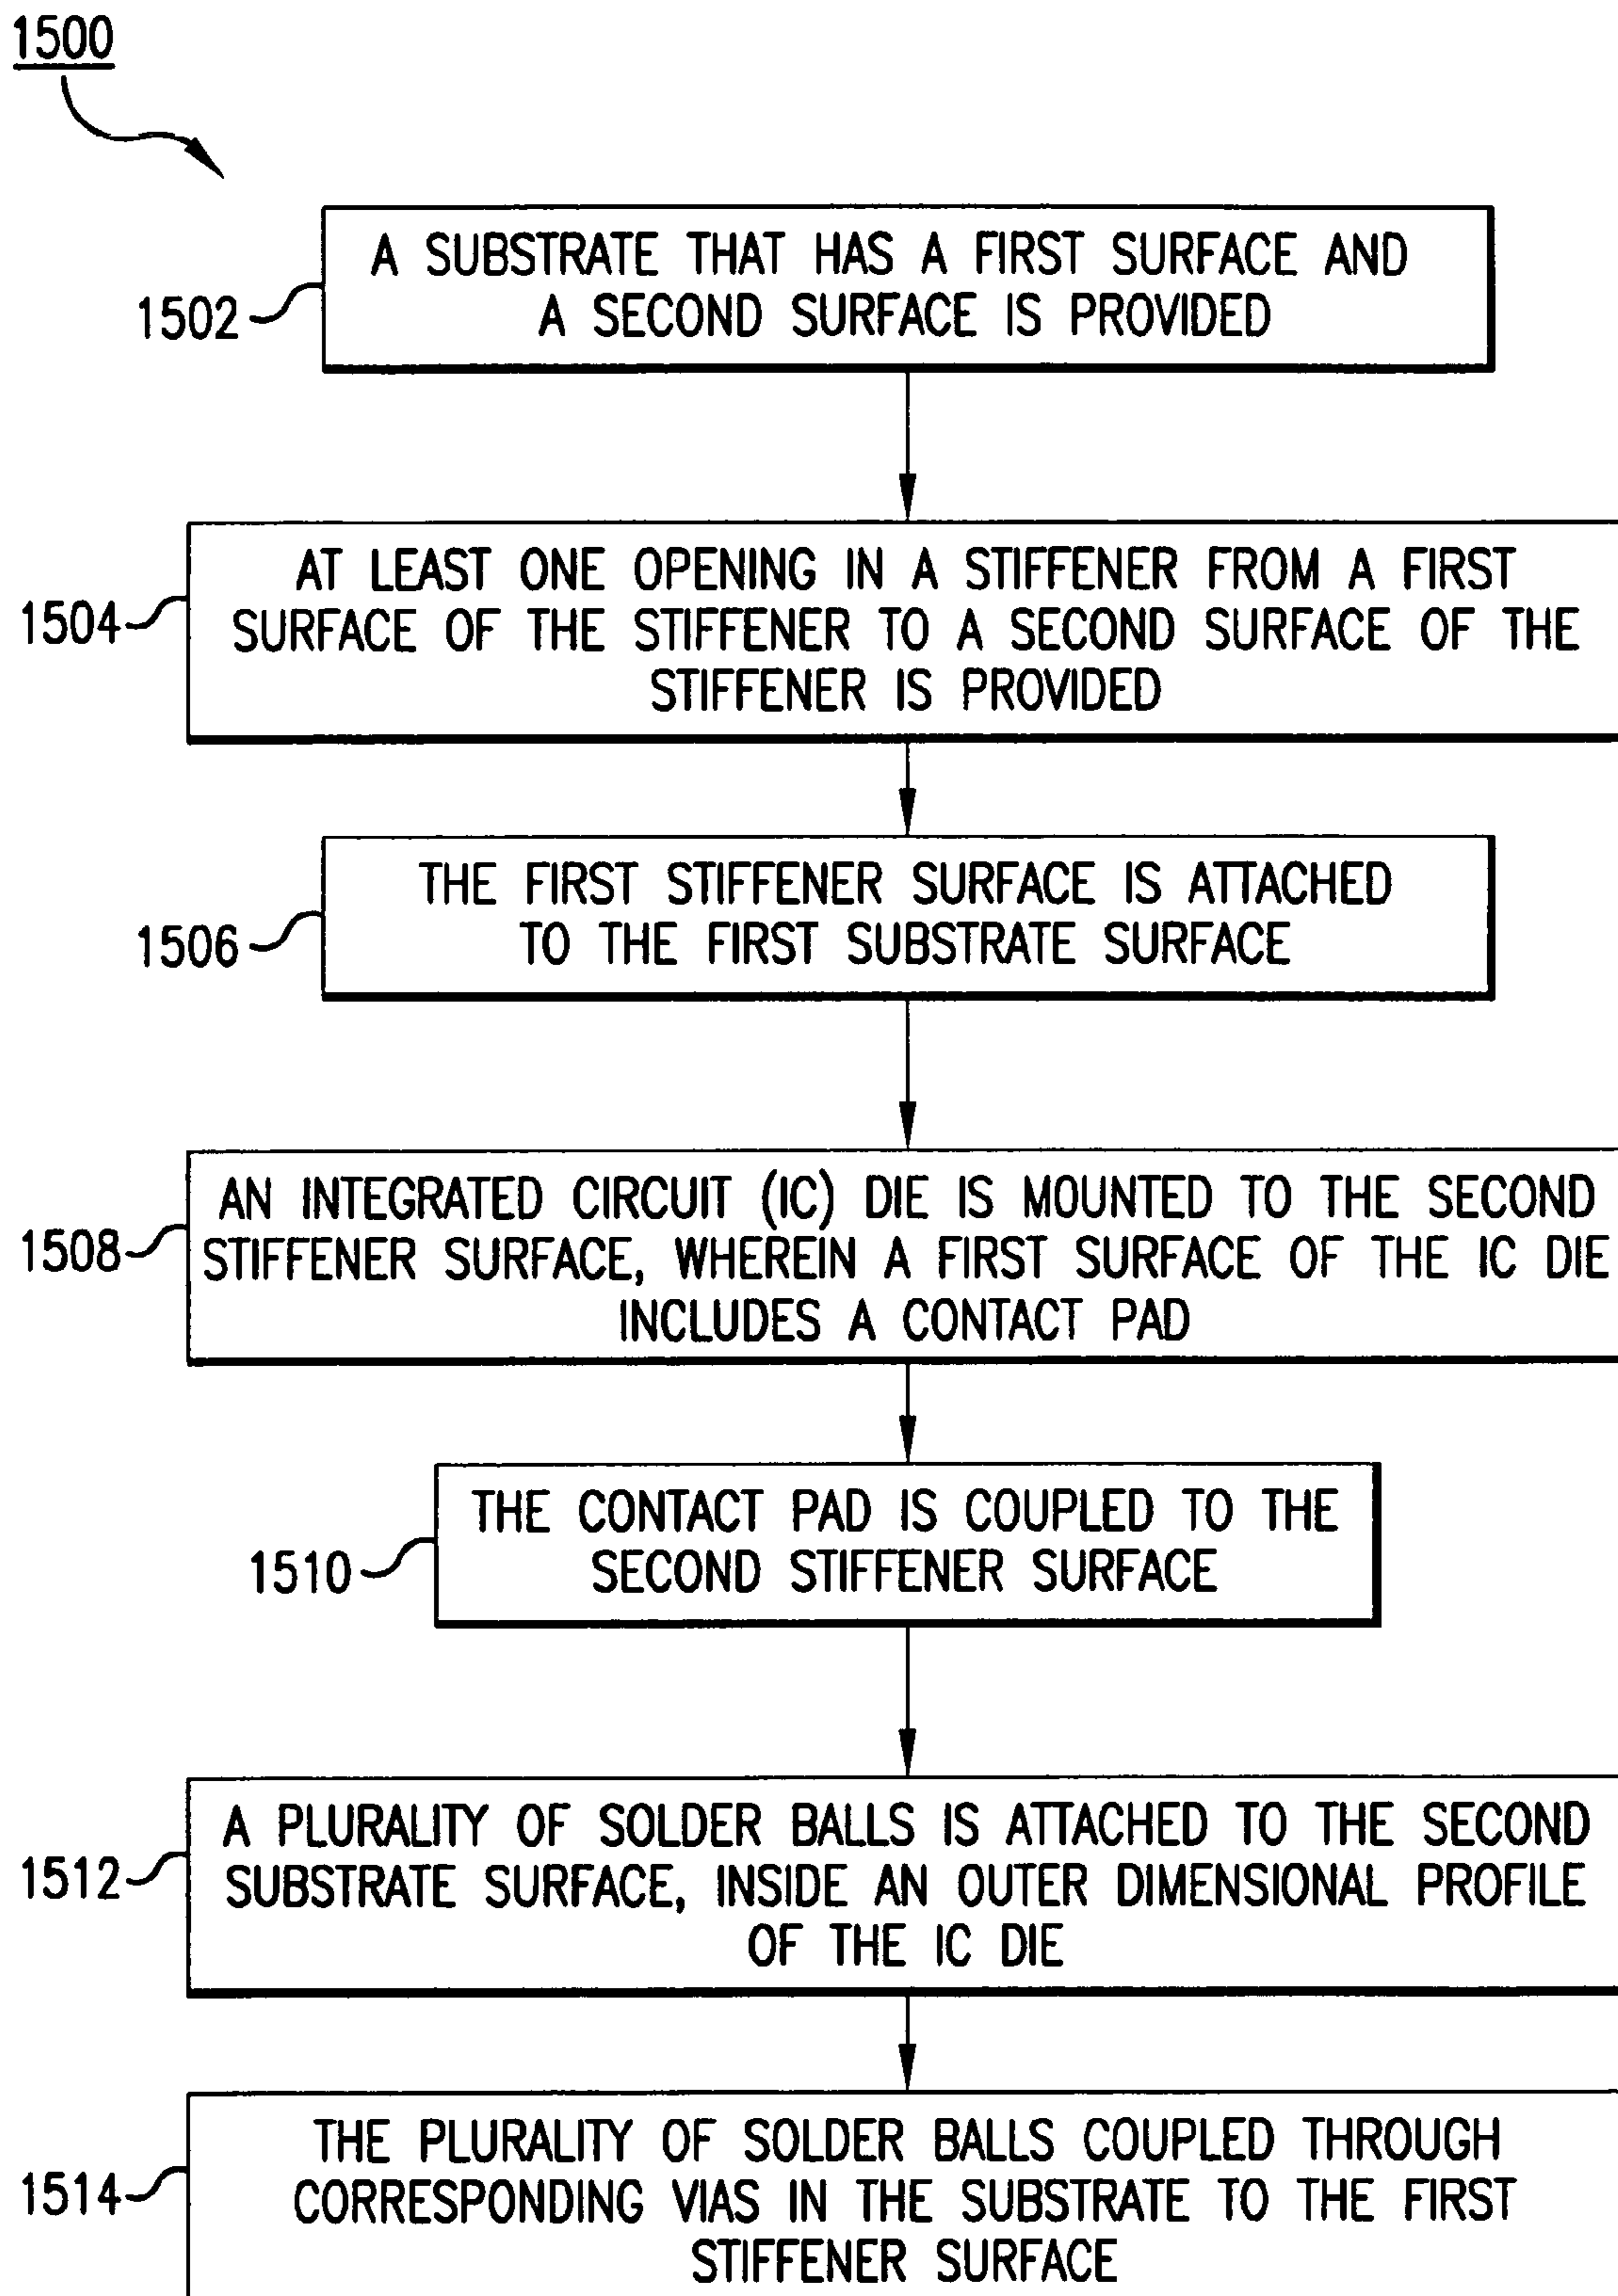 1500
A SUBSTRATE THAT HAS A FIRST SURFACE AND
A SECOND SURFACE IS PROVIDED
1502
AT LEAST ONE OPENING IN A STIFFENER FROM A FIRST
SURFACE OF THE STIFFENER TO A SECOND SURFACE OF THE
STIFFENER IS PROVIDED
1504
THE FIRST STIFFENER SURFACE IS ATTACHED
TO THE FIRST SUBSTRATE SURFACE
1506
AN INTEGRATED CIRCUIT (IC) DIE IS MOUNTED TO THE SECOND
STIFFENER SURFACE, WHEREIN A FIRST SURFACE OF THE IC DIE
INCLUDES A CONTACT PAD
1508
THE CONTACT PAD IS COUPLED TO THE
SECOND STIFFENER SURFACE
1510
A PLURALITY OF SOLDER BALLS IS ATTACHED TO THE SECOND
SUBSTRATE SURFACE, INSIDE AN OUTER DIMENSIONAL PROFILE
OF THE IC DIE
1512
THE PLURALITY OF SOLDER BALLS COUPLED THROUGH
CORRESPONDING VIAS IN THE SUBSTRATE TO THE FIRST
STIFFENER SURFACE
1514